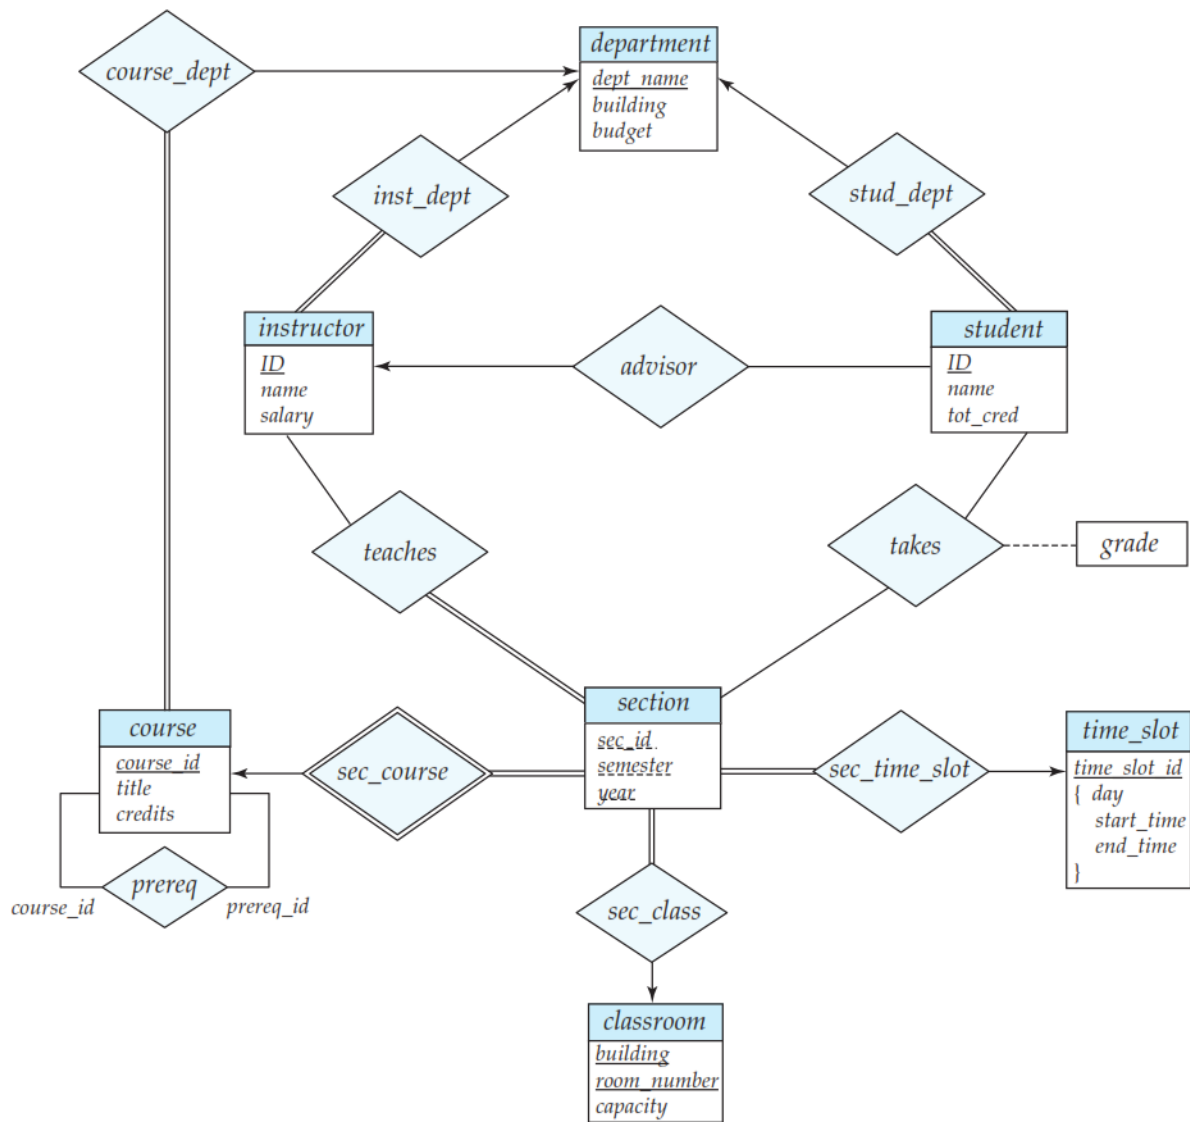 department
course_dept
dept_name
building
budget
inst_dept
stud_dept
instructor
ID
name
salary
advisor
student
ID
name
tot_cred
teaches
takes
grade
section
sec_id
semester
year
course
course_id
title
credits
sec_course
sec_time_slot
time_slot
time_slot_id
{ day
start_time
end_time
}
prereq
course_id
prereq_id
sec_class
classroom
building
room_number
capacity